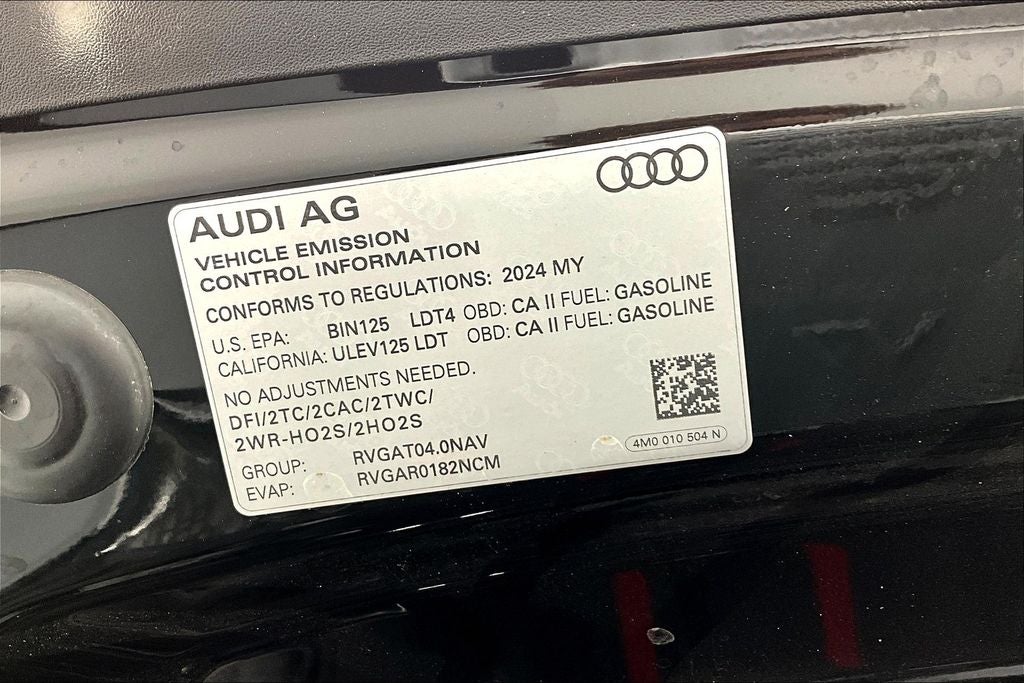 AUDI AG
VEHICLE EMISSION
CONTROL INFORMATION
CONFORMS TO REGULATIONS: 2024 MY
U.S. EPA: BIN125 LDT4 OBD: CA II FUEL: GASOLINE
CALIFORNIA: ULEV125 LDT OBD: CA II FUEL: GASOLINE
NO ADJUSTMENTS NEEDED.
DFI/2TC/2CAC/2TWC/
2WR-HO2S/2HO2S
GROUP: RVGAT04.0NAV
EVAP: RVGAR0182NCM
4M0 010 504 N